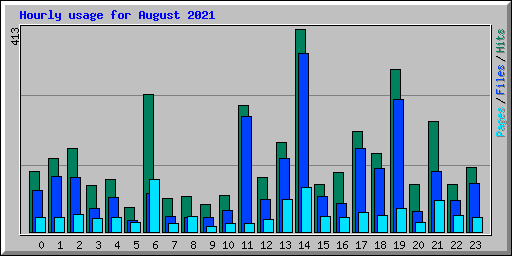 Hourly usage for August 2021
413
Pages/Files/Hits
0 1 2 3 4 5 6 7 8 9 10 11 12 13 14 15 16 17 18 19 20 21 22 23